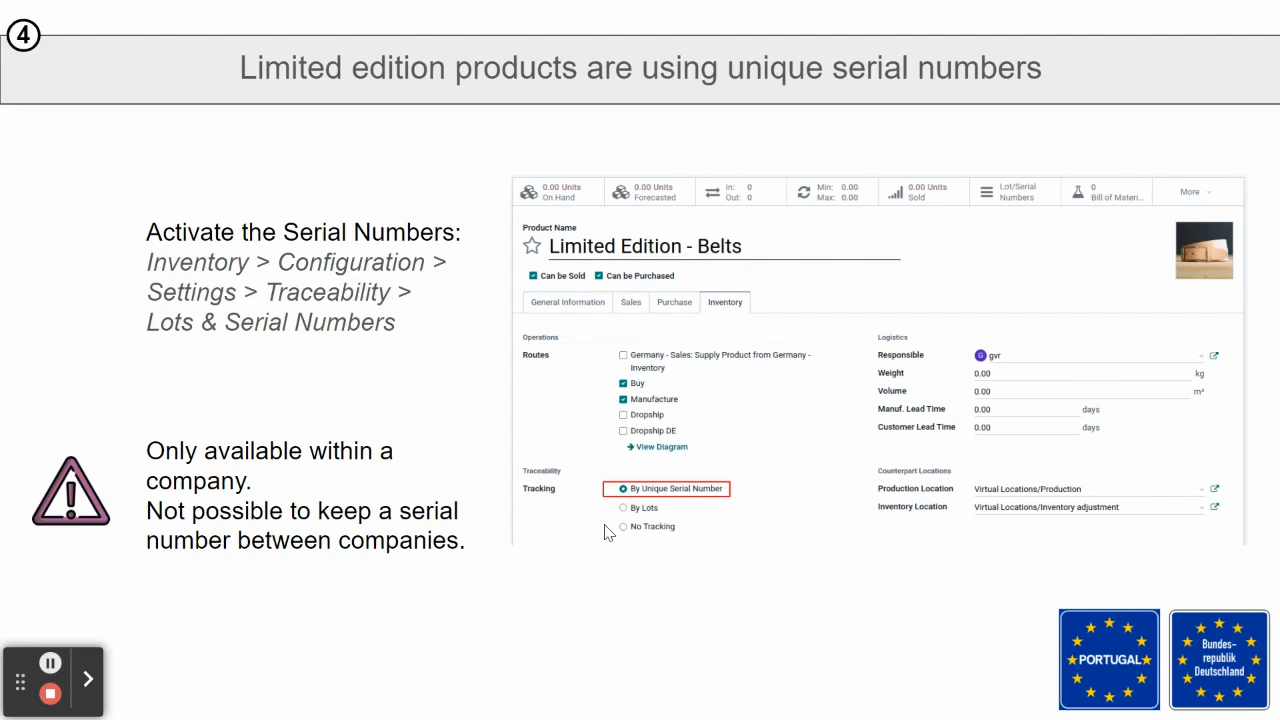 4
Limited edition products are using unique serial numbers
Activate the Serial Numbers:
Inventory > Configuration >
Settings > Traceability >
Lots & Serial Numbers
Only available within a
company.
Not possible to keep a serial
number between companies.
0.00 Units
On Hand
0.00 Units
Forecasted
In: 0
Out: 0
Min: 0.00
Max: 0.00
0.00 Units
Sold
Lot/Serial
Numbers
0
Bill of Materi...
More
Product Name
Limited Edition - Belts
Can be Sold
Can be Purchased
General Information
Sales
Purchase
Inventory
Operations
Routes
Germany - Sales: Supply Product from Germany -
Inventory
Buy
Manufacture
Dropship
Dropship DE
View Diagram
Traceability
Tracking
By Unique Serial Number
By Lots
No Tracking
Logistics
Responsible G gvr
Weight 0.00 kg
Volume 0.00 m³
Manuf. Lead Time 0.00 days
Customer Lead Time 0.00 days
Counterpart Locations
Production Location Virtual Locations/Production
Inventory Location Virtual Locations/Inventory adjustment
PORTUGAL
Bundes-
republik
Deutschland